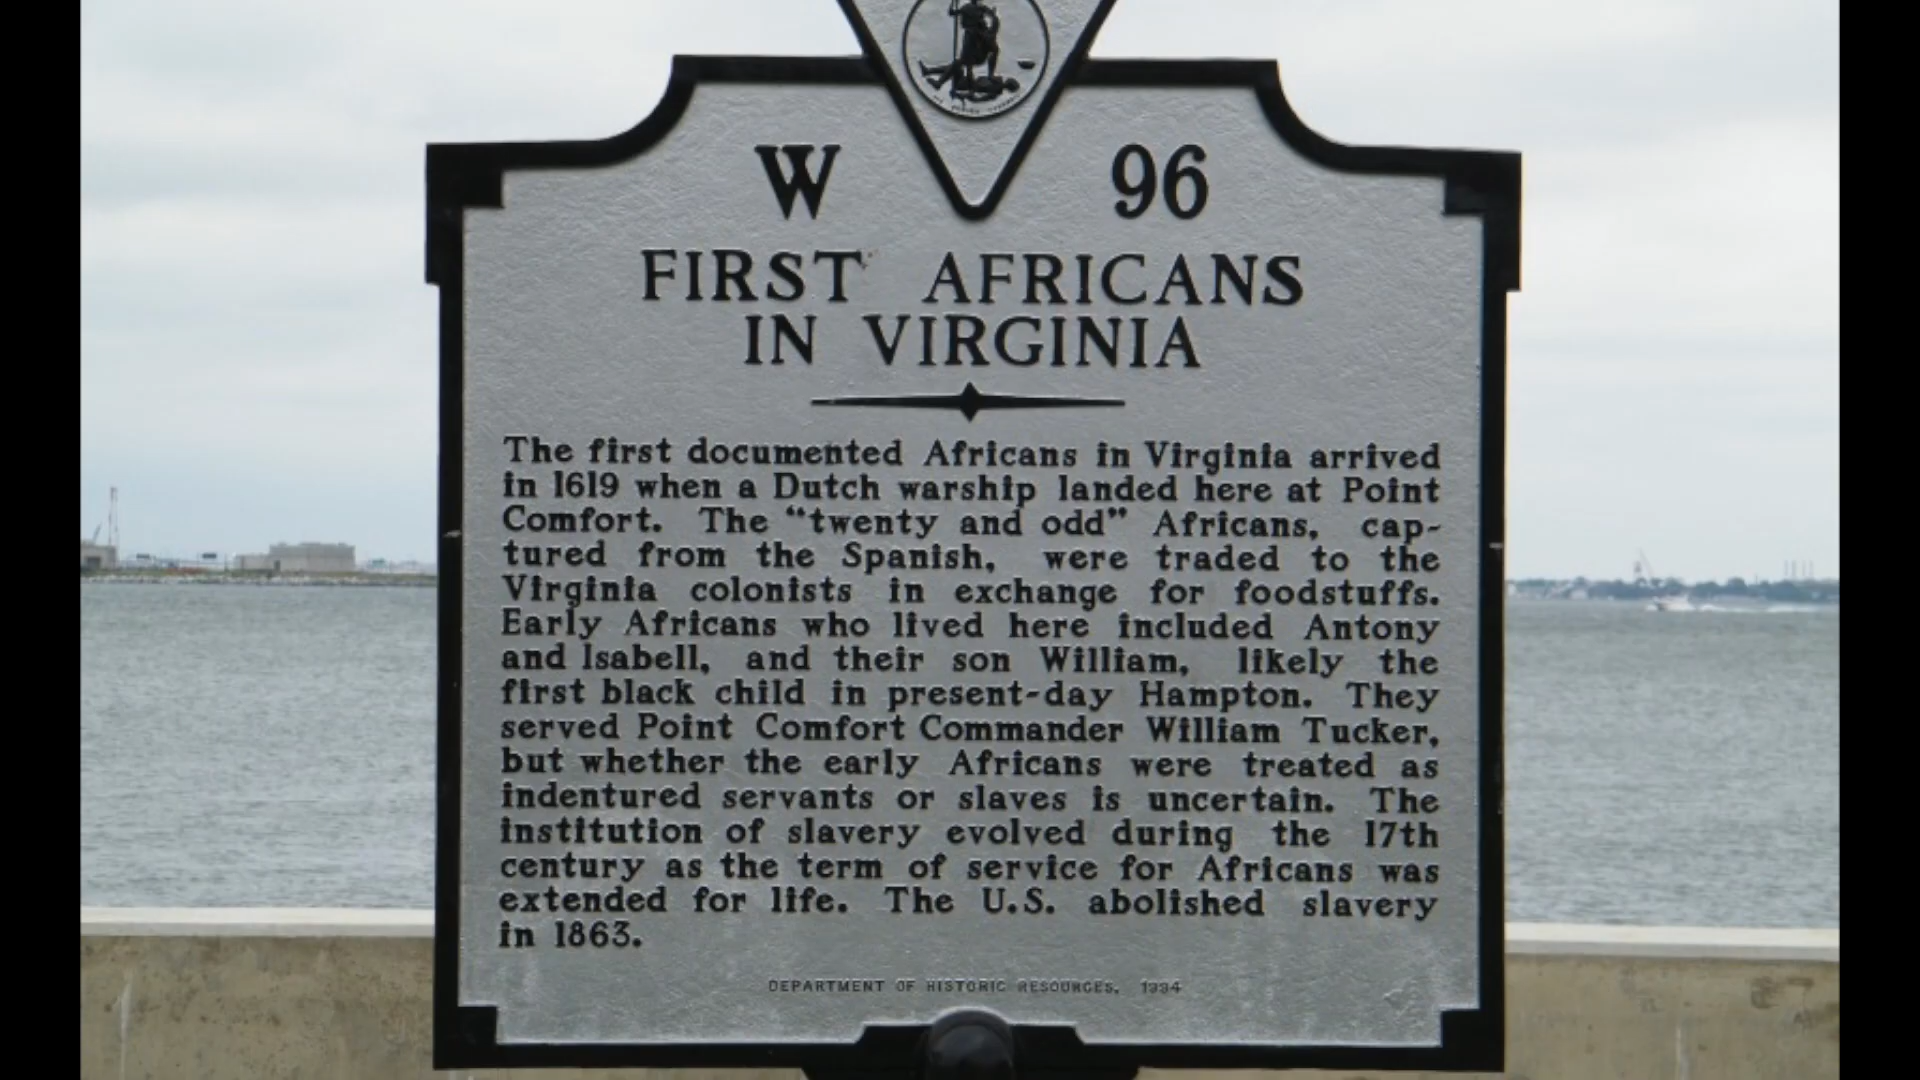 W 96
FIRST AFRICANS
IN VIRGINIA
The first documented Africans in Virginia arrived
in 1619 when a Dutch warship landed here at Point
Comfort. The “twenty and odd” Africans, cap-
tured from the Spanish, were traded to the
Virginia colonists in exchange for foodstuffs.
Early Africans who lived here included Antony
and Isabell, and their son William, likely the
first black child in present-day Hampton. They
served Point Comfort Commander William Tucker,
but whether the early Africans were treated as
indentured servants or slaves is uncertain. The
institution of slavery evolved during the 17th
century as the term of service for Africans was
extended for life. The U.S. abolished slavery
in 1863.
DEPARTMENT OF HISTORIC RESOURCES, 1994